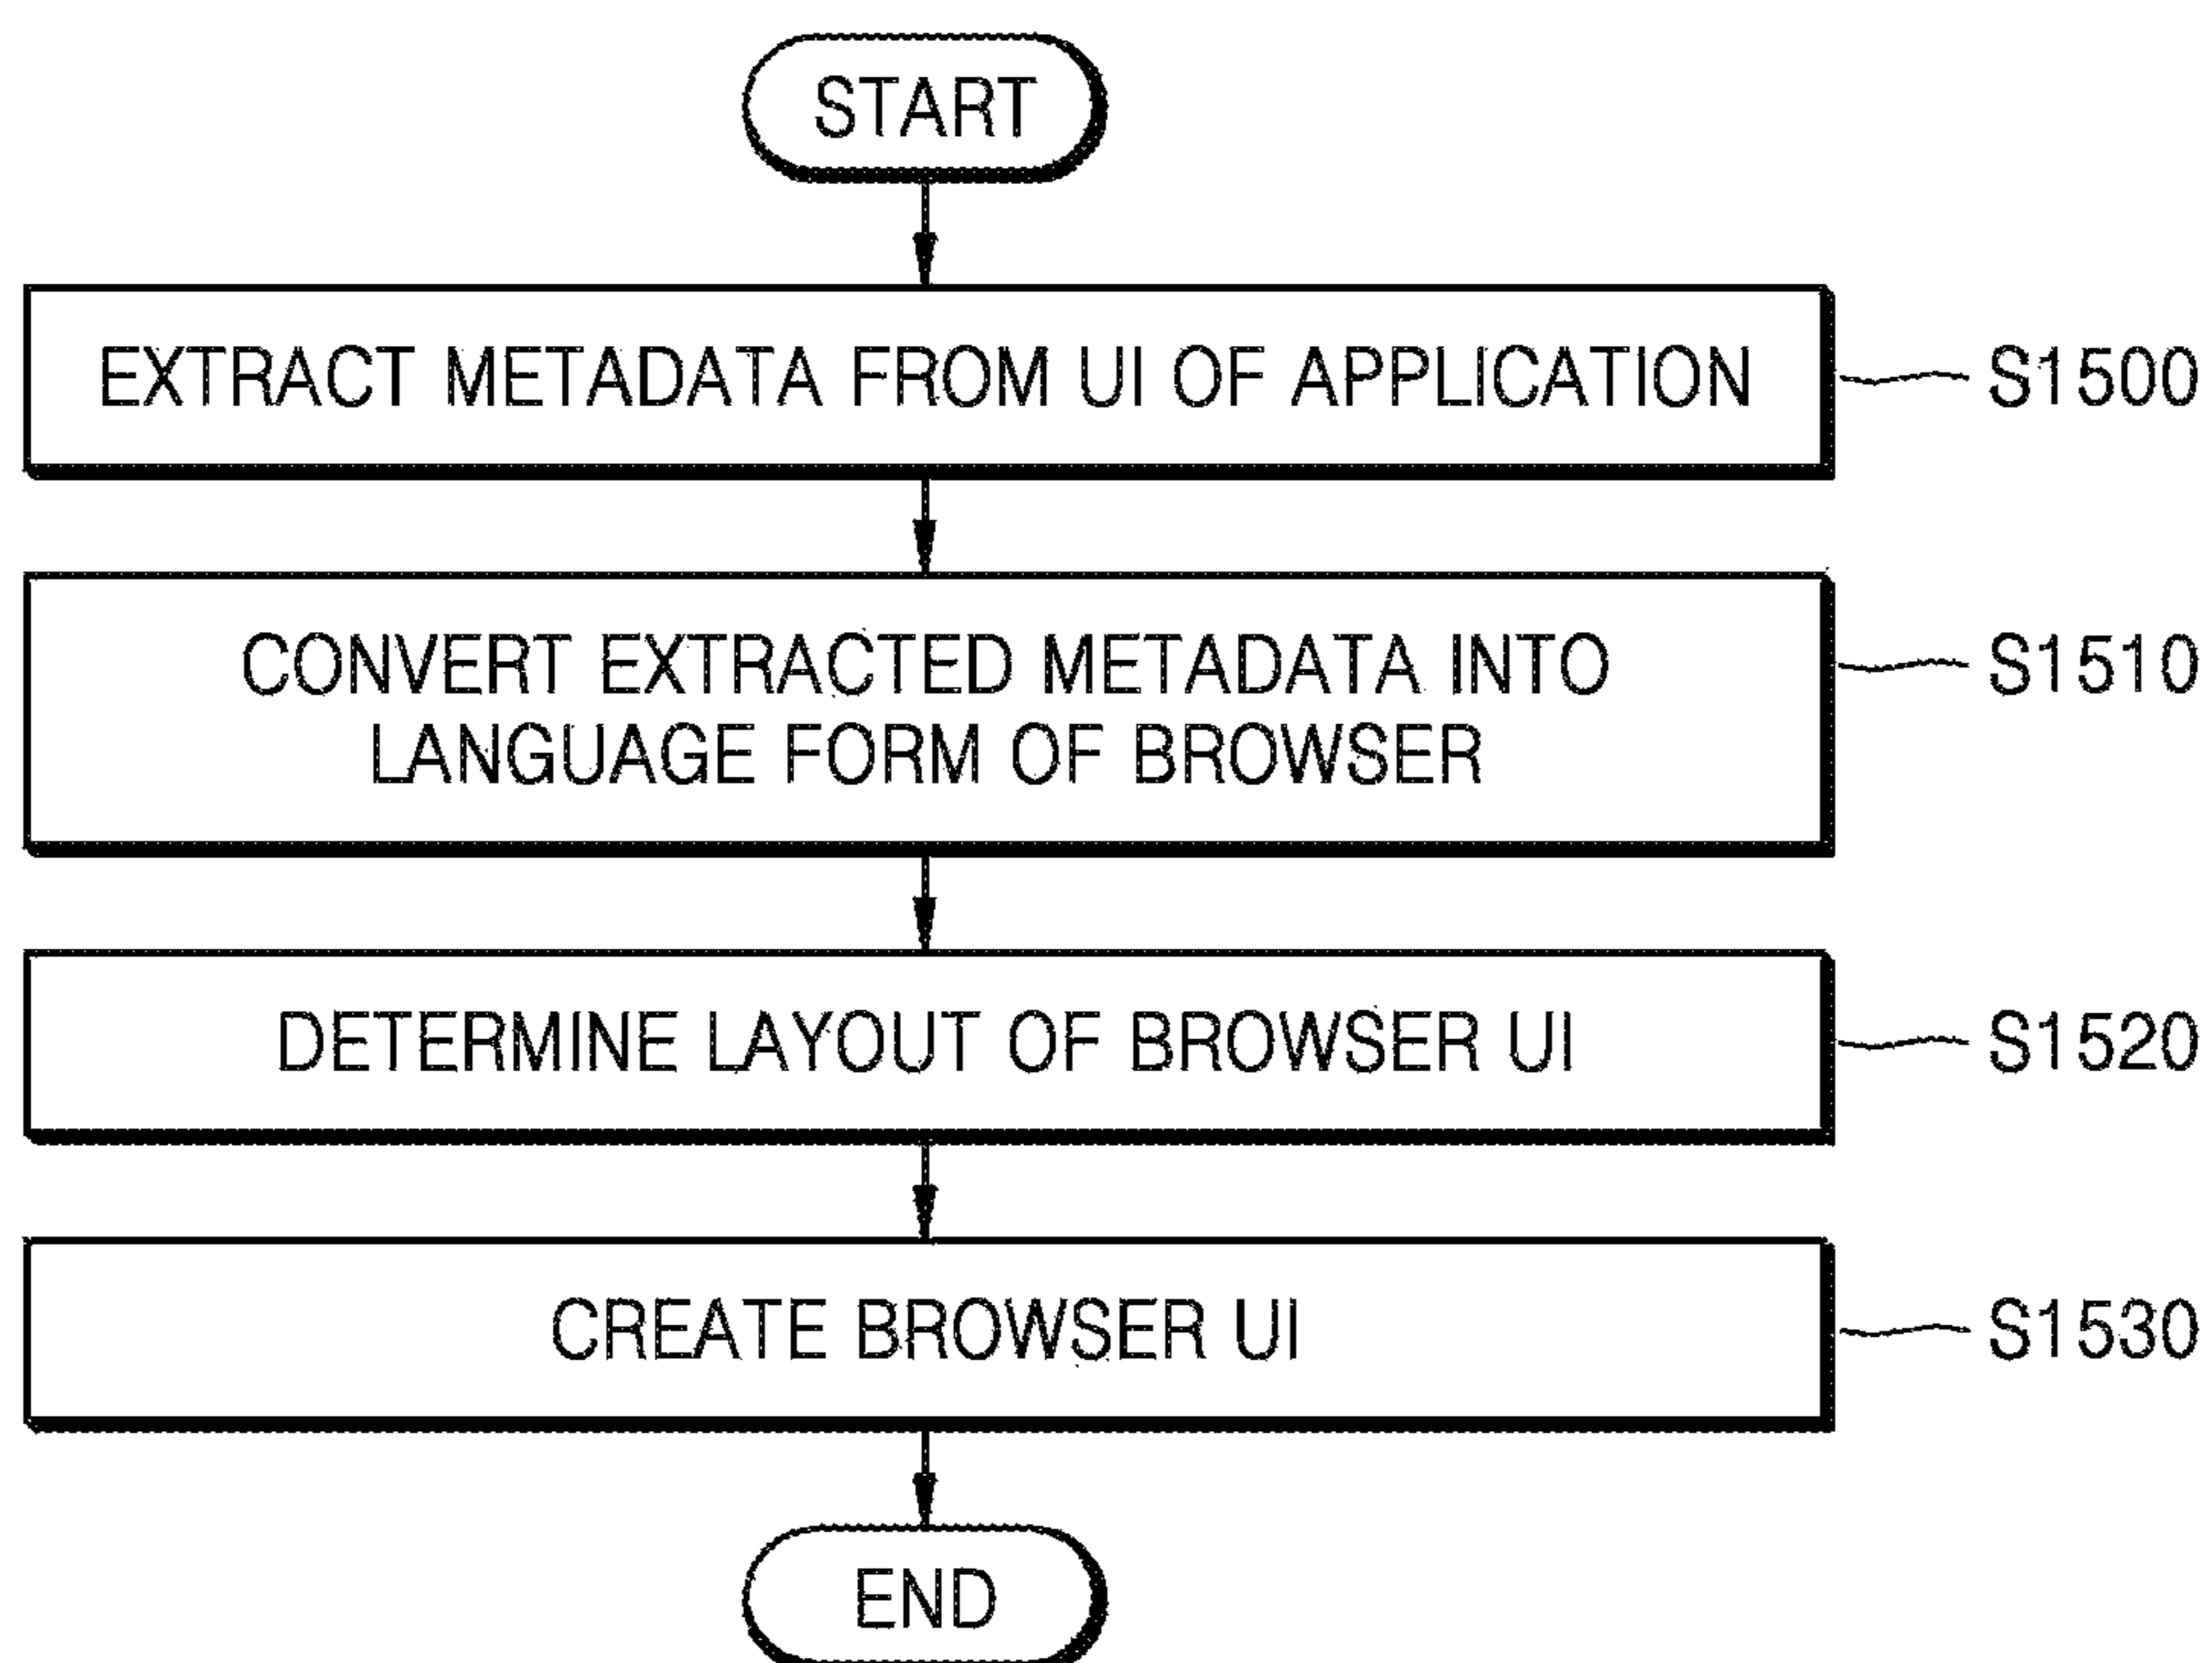 START
EXTRACT METADATA FROM UI OF APPLICATION
S1500
CONVERT EXTRACTED METADATA INTO
LANGUAGE FORM OF BROWSER
S1510
DETERMINE LAYOUT OF BROWSER UI
S1520
CREATE BROWSER UI
S1530
END